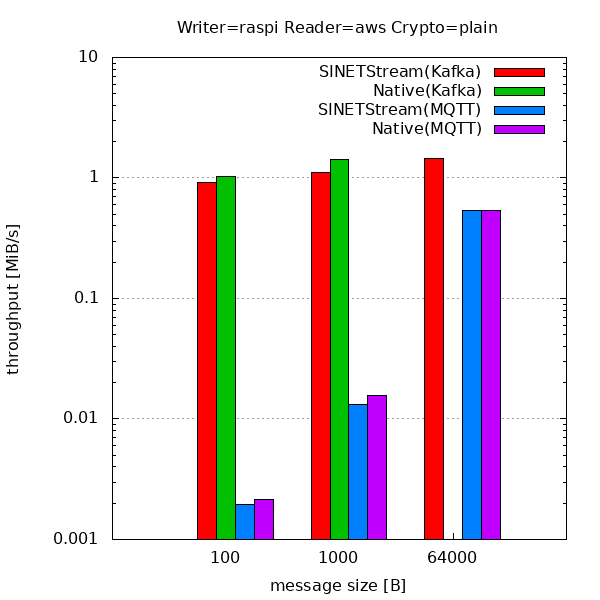 Writer=raspi Reader=aws Crypto=plain
10
1
0.1
0.01
0.001
throughput [MiB/s]
SINETStream(Kafka)
Native(Kafka)
SINETStream(MQTT)
Native(MQTT)
100 1000 64000
message size [B]